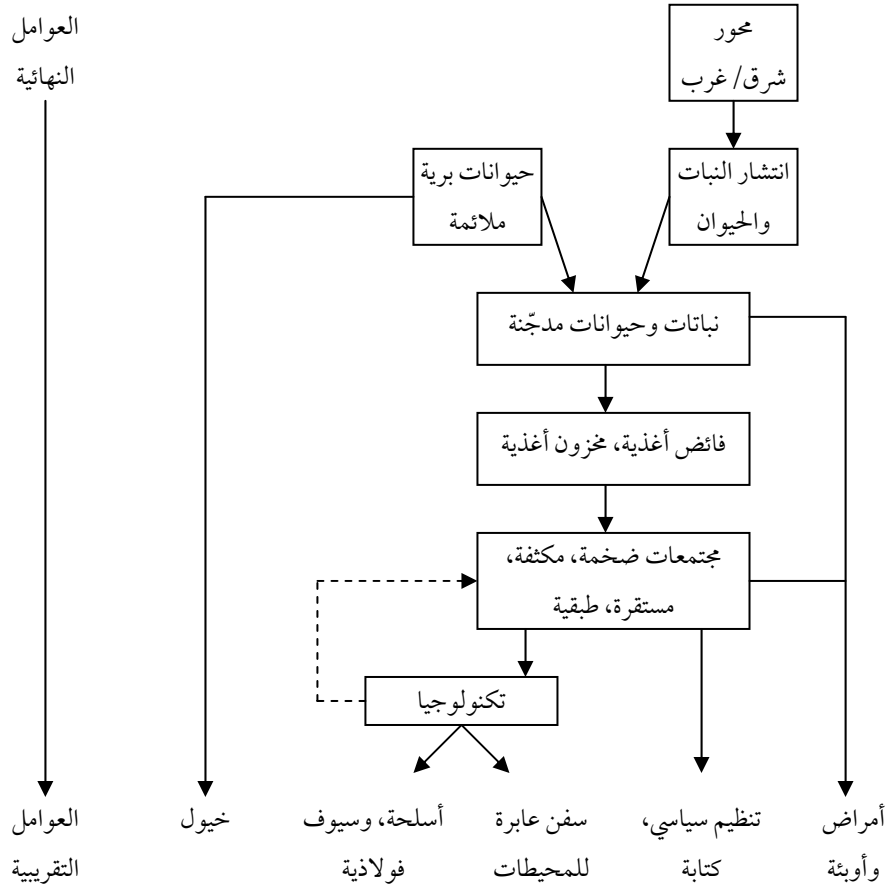 العوامل
النهائية
محور
شرق/ غرب
انتشار النبات
والحيوان
حيوانات برية
ملائمة
نباتات وحيوانات مدجّنة
فائض أغذية، مخزون أغذية
مجتمعات ضخمة، مكثفة،
مستقرة، طبقية
تكنولوجيا
أمراض
وأوبئة
تنظيم سياسي،
كتابة
سفن عابرة
للمحيطات
أسلحة، وسيوف
فولاذية
خيول
العوامل
التقريبية